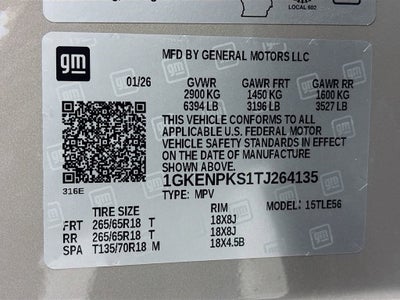 LOCAL 602
gm
MFD BY GENERAL MOTORS LLC
01/26 GVWR GAWR FRT GAWR RR
2900 KG 1450 KG 1600 KG
6394 LB 3196 LB 3527 LB
THIS VEHICLE CONFORMS TO ALL
APPLICABLE U.S. FEDERAL MOTOR
VEHICLE SAFETY STANDARDS IN EFFECT
ON THE DATE OF MANUFACTURE
SHOWN ABOVE.
316E
1GKENPKS1TJ264135
TYPE: MPV
TIRE SIZE RIM MODEL: 1STLE56
FRT 265/65R18 T 18X8J
RR 265/65R18 T 18X8J
SPA T135/70R18 M 18X4.5B